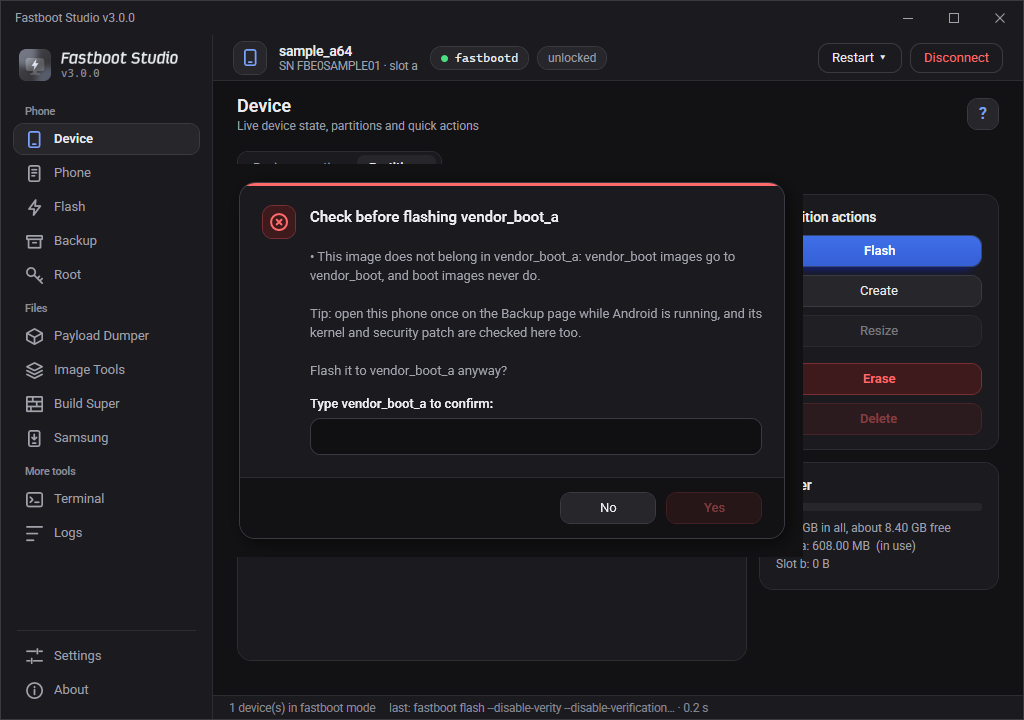 Fastboot Studio v3.0.0
Fastboot Studio
v3.0.0
Phone
Device
Phone
Flash
Backup
Root
Files
Payload Dumper
Image Tools
Build Super
Samsung
More tools
Terminal
Logs
Settings
About
sample_a64
SN FBE0SAMPLE01 · slot a
fastbootd
unlocked
Restart ▾
Disconnect
Device
Live device state, partitions and quick actions
?
Check before flashing vendor_boot_a
• This image does not belong in vendor_boot_a: vendor_boot images go to
vendor_boot, and boot images never do.
Tip: open this phone once on the Backup page while Android is running, and its
kernel and security patch are checked here too.
Flash it to vendor_boot_a anyway?
Type vendor_boot_a to confirm:
No
Yes
ition actions
Flash
Create
Resize
Erase
Delete
er
GB in all, about 8.40 GB free
a: 608.00 MB (in use)
Slot b: 0 B
1 device(s) in fastboot mode
last: fastboot flash --disable-verity --disable-verification... · 0.2 s